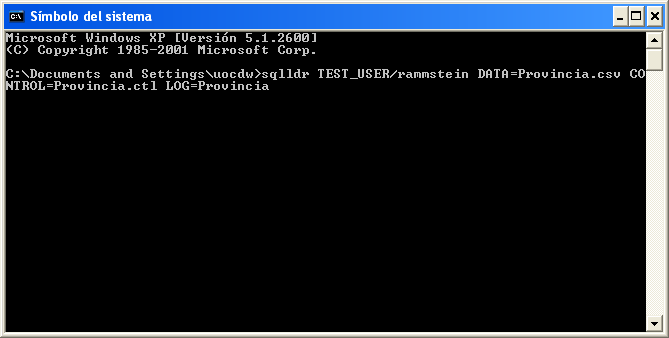 Símbolo del sistema
Microsoft Windows XP [Versión 5.1.2600]
(C) Copyright 1985-2001 Microsoft Corp.
C:\Documents and Settings\uocdw>sqlldr TEST_USER/rammstein DATA=Provincia.csv CO
NTROL=Provincia.ctl LOG=Provincia